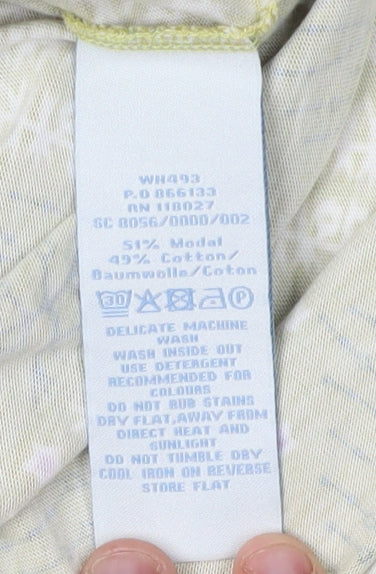 WH493
P.O 866133
RN 118027
SC 8056/0000/002
51% Modal
49% Cotton/
Baumwolle/Coton
30 P
DELICATE MACHINE
WASH
WASH INSIDE OUT
USE DETERGENT
RECOMMENDED FOR
COLOURS
DO NOT RUB STAINS
DRY FLAT,AWAY FROM
DIRECT HEAT AND
SUNLIGHT
DO NOT TUMBLE DRY
COOL IRON ON REVERSE
STORE FLAT